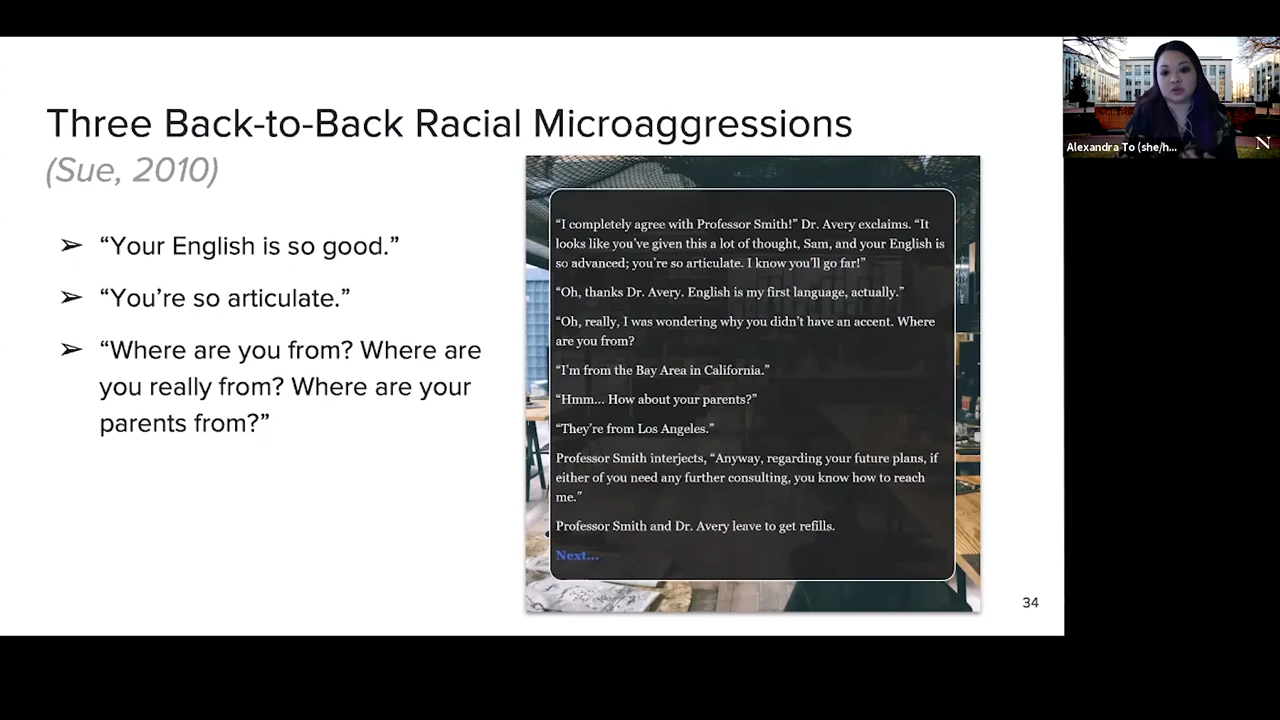 Three Back-to-Back Racial Microaggressions
(Sue, 2010)
➢ “Your English is so good.”
➢ “You’re so articulate.”
➢ “Where are you from? Where are
you really from? Where are your
parents from?”
“I completely agree with Professor Smith!” Dr. Avery exclaims. “It
looks like you’ve given this a lot of thought, Sam, and your English is
so advanced; you’re so articulate. I know you’ll go far!”
“Oh, thanks Dr. Avery. English is my first language, actually.”
“Oh, really, I was wondering why you didn’t have an accent. Where
are you from?
“I’m from the Bay Area in California.”
“Hmm... How about your parents?”
“They’re from Los Angeles.”
Professor Smith interjects, “Anyway, regarding your future plans, if
either of you need any further consulting, you know how to reach
me.”
Professor Smith and Dr. Avery leave to get refills.
Next...
34
Alexandra To (she/h...
N